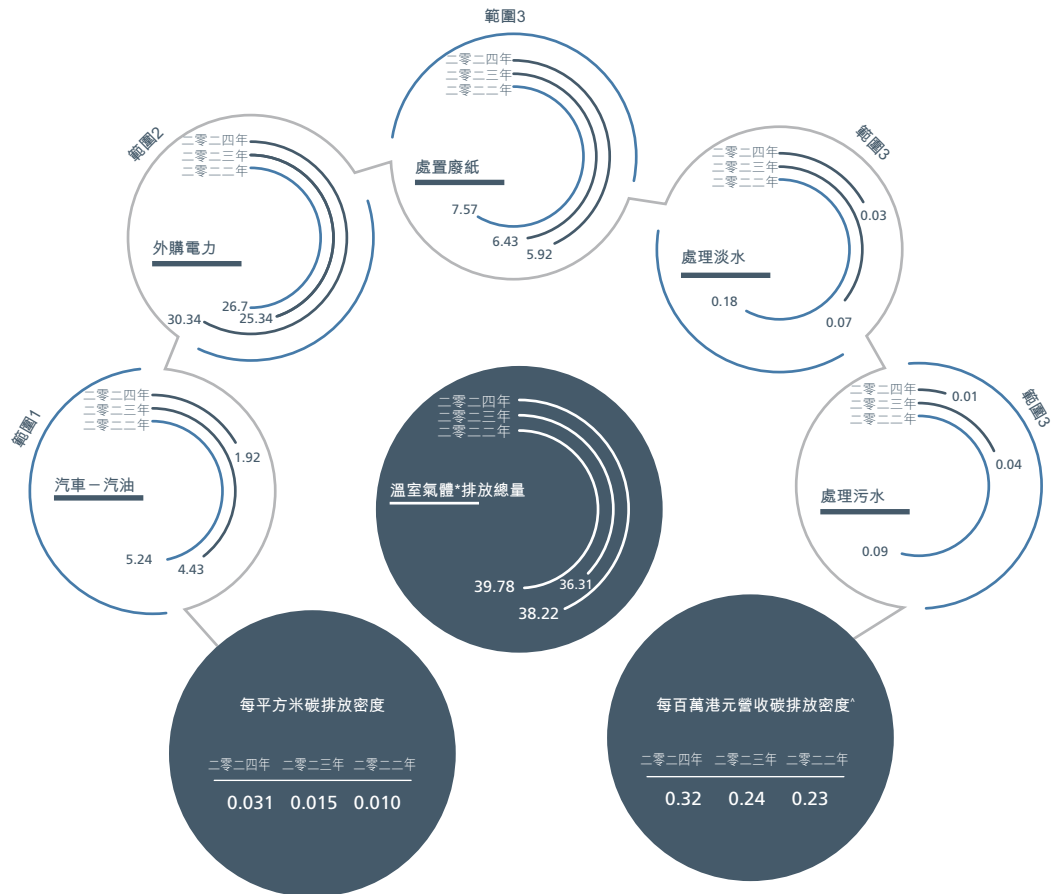 範圍3
二零二四年
二零二三年
二零二二年
處置廢紙
7.57
6.43
5.92
範圍2
二零二四年
二零二三年
二零二二年
外購電力
26.7
25.34
30.34
範圍3
二零二四年
二零二三年
二零二二年
處理淡水
0.03
0.18
0.07
範圍1
二零二四年
二零二三年
二零二二年
1.92
汽車－汽油
5.24
4.43
二零二四年
二零二三年
二零二二年
溫室氣體*排放總量
39.78
36.31
38.22
範圍3
二零二四年
二零二三年
二零二二年
0.01
0.04
處理污水
0.09
每平方米碳排放密度
二零二四年 二零二三年 二零二二年
0.031 0.015 0.010
每百萬港元營收碳排放密度^
二零二四年 二零二三年 二零二二年
0.32 0.24 0.23